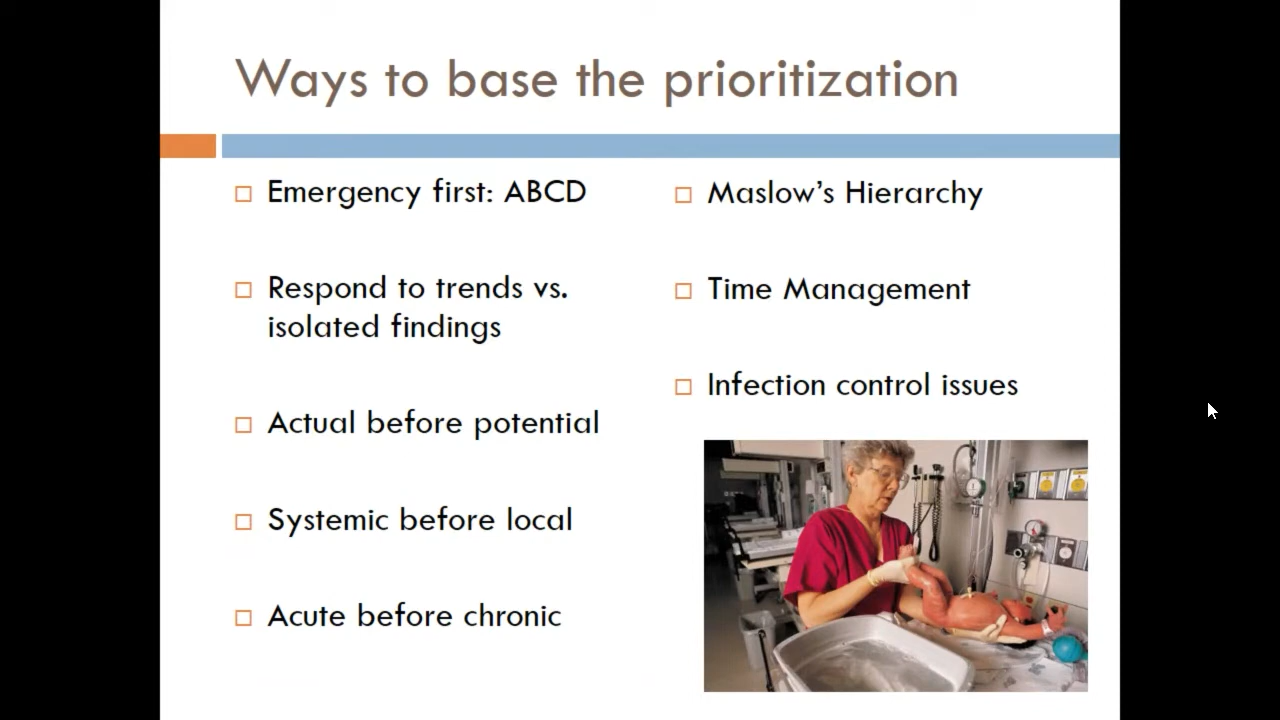 Ways to base the prioritization
Emergency first: ABCD
Respond to trends vs.
isolated findings
Actual before potential
Systemic before local
Acute before chronic
Maslow’s Hierarchy
Time Management
Infection control issues